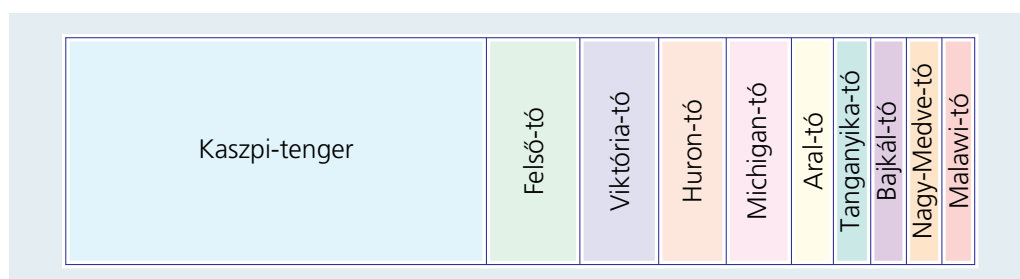 Kaszpi-tenger
Felső-tó
Viktória-tó
Huron-tó
Michigan-tó
Aral-tó
Tanganyika-tó
Bajkál-tó
Nagy-Medve-tó
Malawi-tó